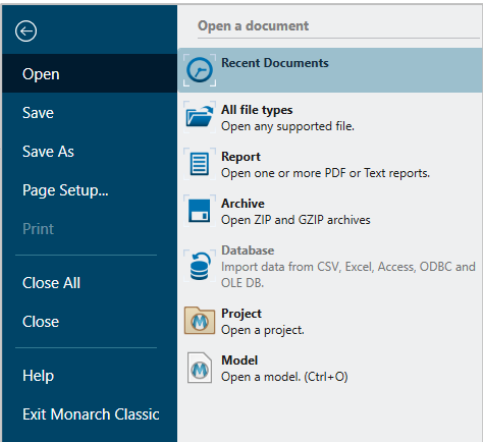 Open a document
Open
Save
Save As
Page Setup...
Print
Close All
Close
Help
Exit Monarch Classic
Recent Documents
All file types
Open any supported file.
Report
Open one or more PDF or Text reports.
Archive
Open ZIP and GZIP archives
Database
Import data from CSV, Excel, Access, ODBC and
OLE DB.
Project
Open a project.
Model
Open a model. (Ctrl+O)